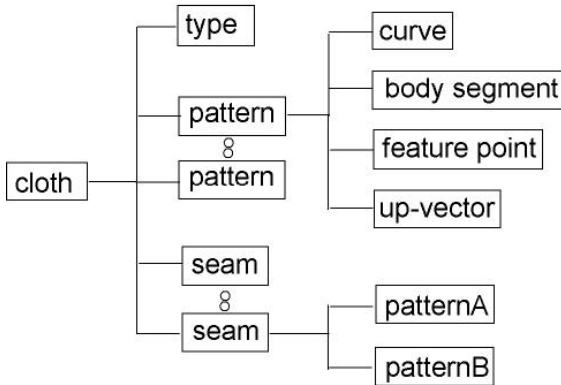 type
curve
pattern
body segment
pattern
feature point
cloth
up-vector
seam
seam
patternA
patternB